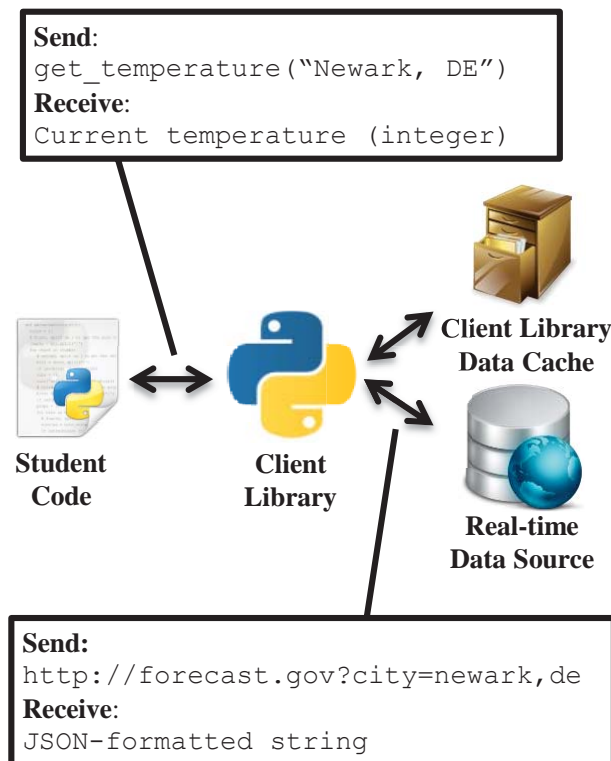 Send:
get_temperature(“Newark, DE”)
Receive:
Current temperature (integer)
Client Library
Data Cache
Student
Code
Client
Library
Real-time
Data Source
Send:
http://forecast.gov?city=newark,de
Receive:
JSON-formatted string